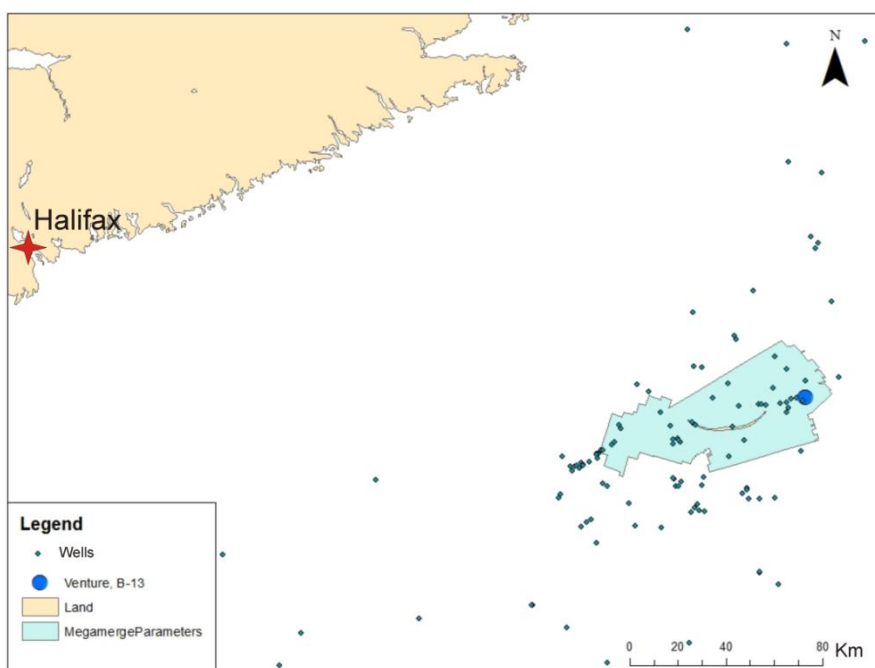 N
Halifax
Legend
Wells
Venture, B-13
Land
MegamergeParameters
0 20 40 80 Km